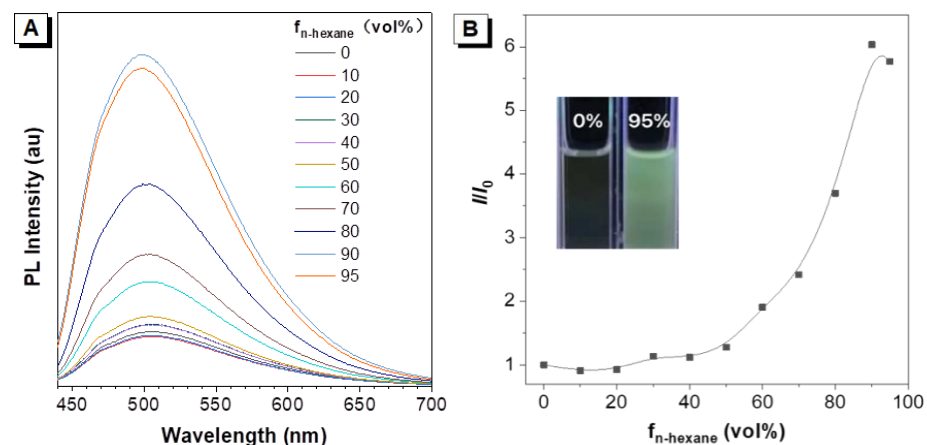 A
f n-hexane (vol%)
0
10
20
30
40
50
60
70
80
90
95
PL Intensity (au)
450 500 550 600 650 700
Wavelength (nm)
B
6
5
4
3
2
1
I/I0
0% 95%
0 20 40 60 80 100
f n-hexane (vol%)